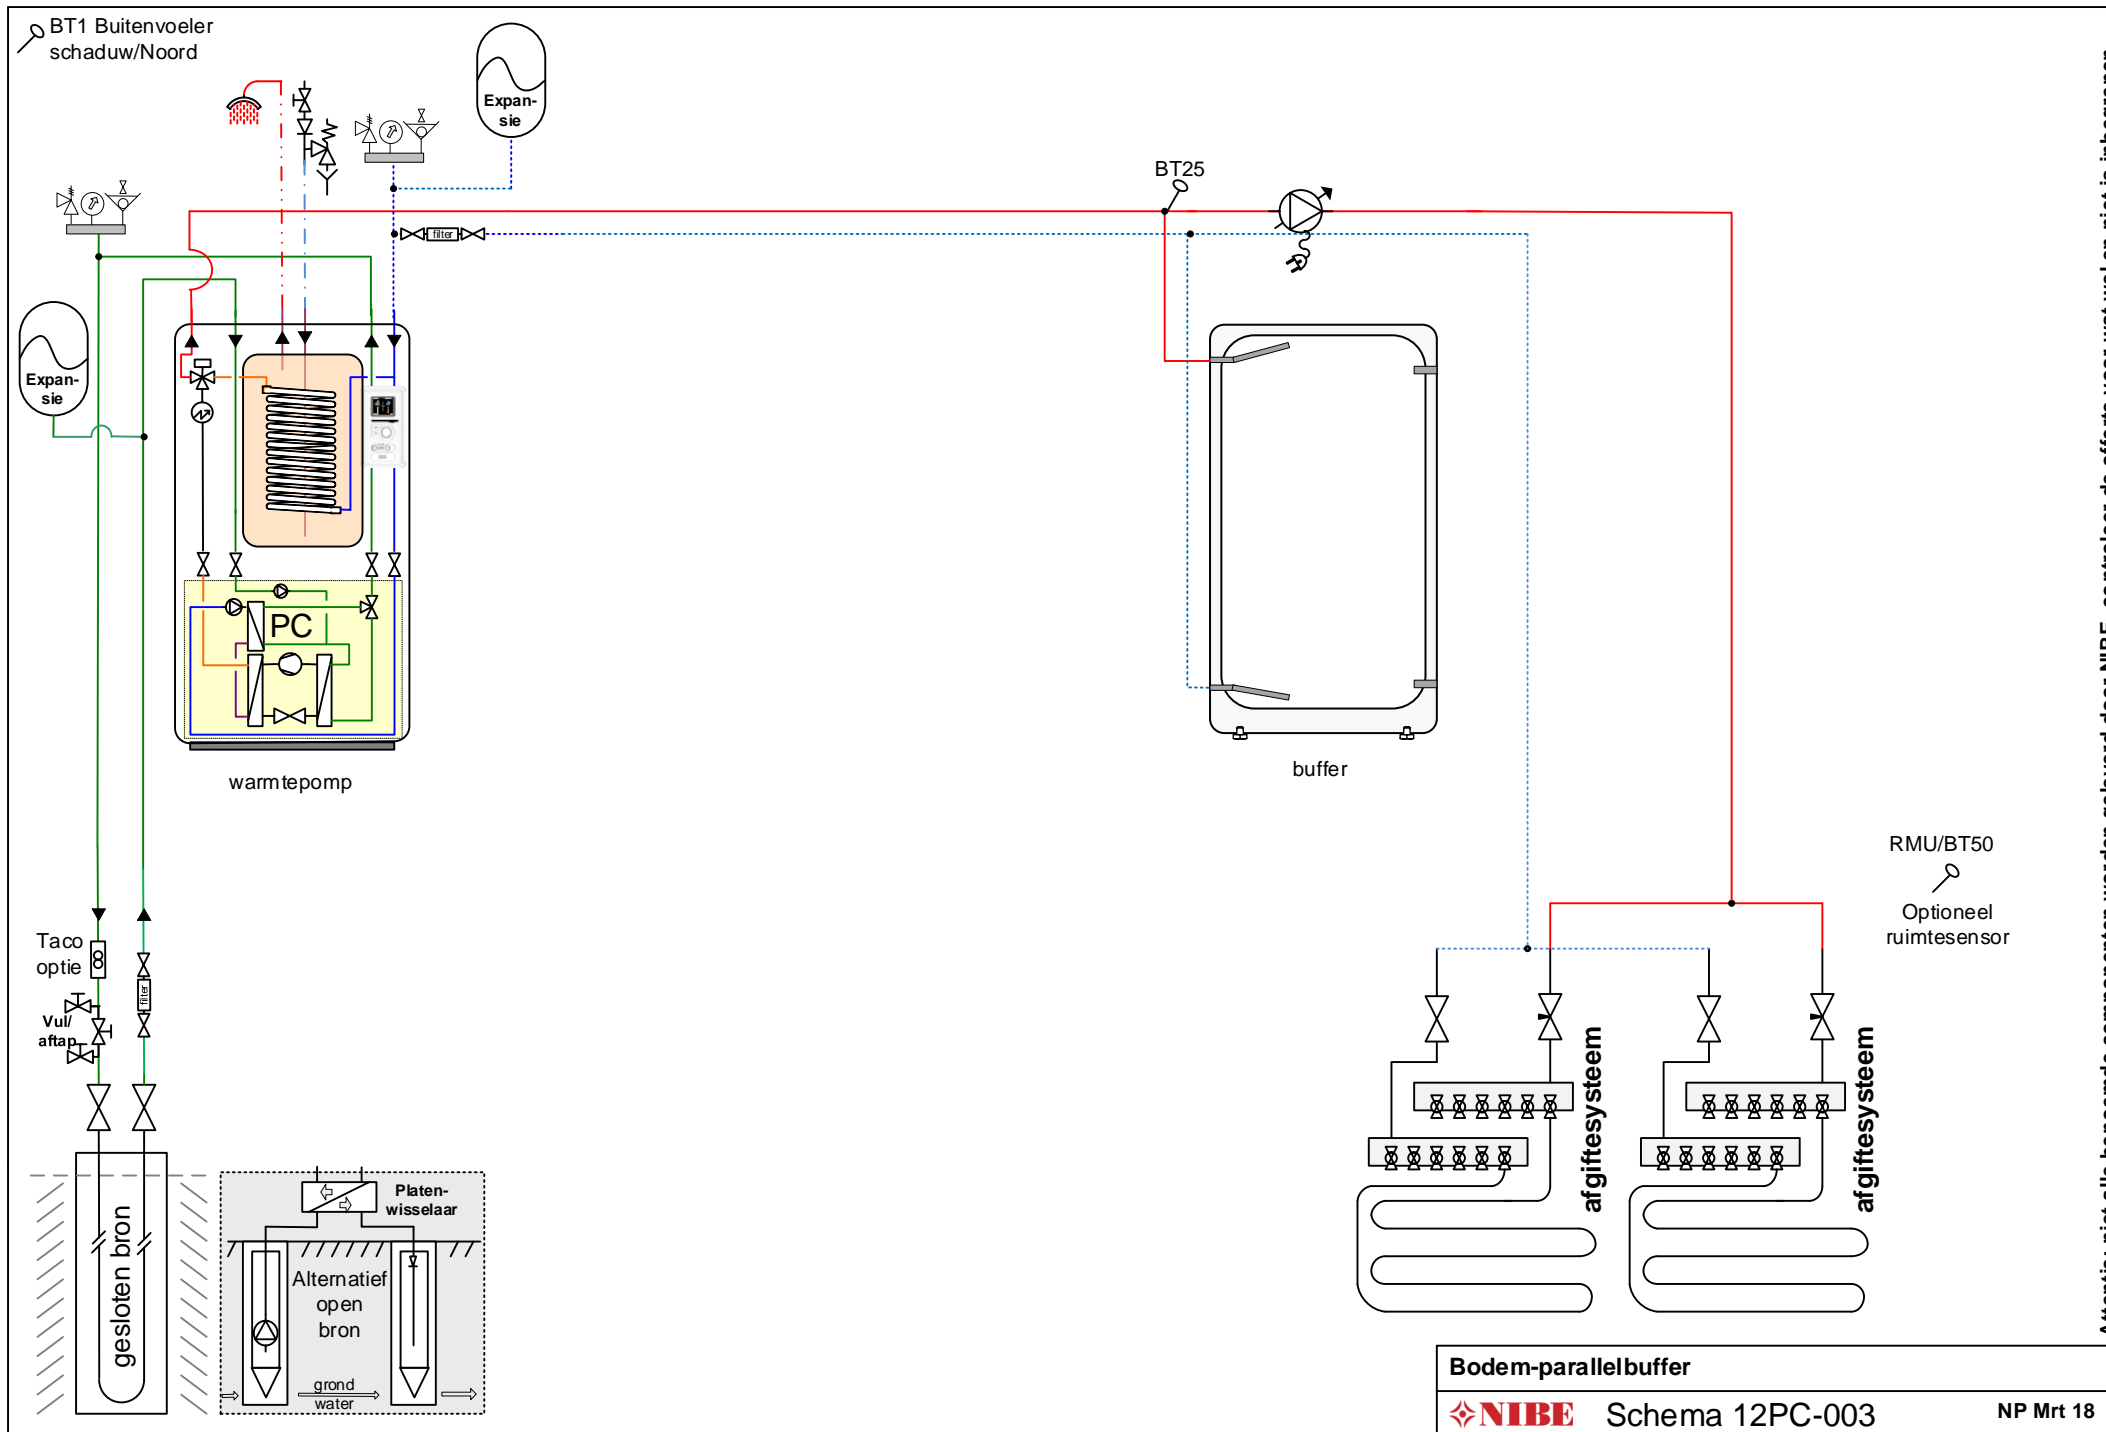 BT1 Buitenvoeler
schaduw/Noord
Expan-
sie
BT25
filter
Expan-
sie
PC
warmtepomp
buffer
RMU/BT50
Optioneel
ruimtesensor
Taco
optie
filter
Vul/
aftap
afgiftesysteem
afgiftesysteem
gesloten bron
Platen-
wisselaar
Alternatief
open
bron
grond
water
Bodem-parallelbuffer
NIBE
Schema 12PC-003
NP Mrt 18